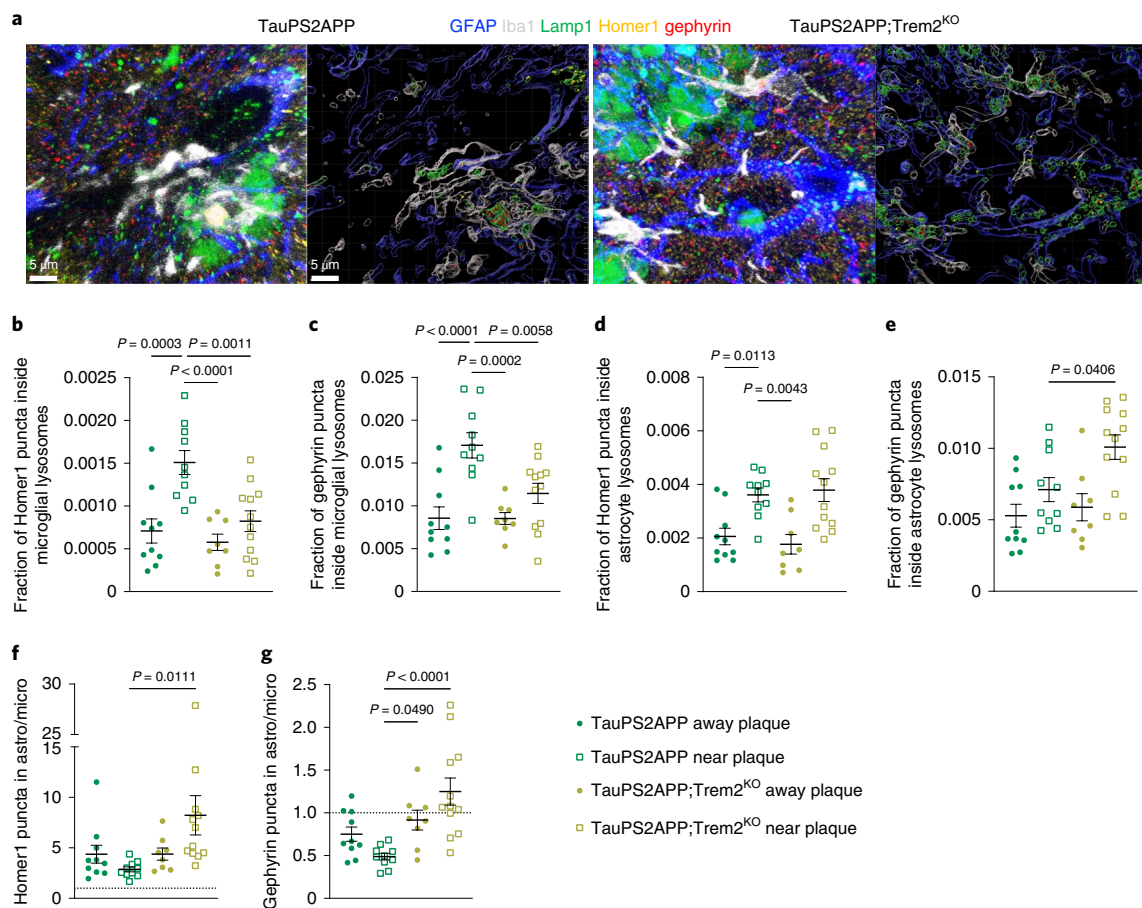 a
TauPS2APP GFAP Iba1 Lamp1 Homer1 gephyrin TauPS2APP;Trem2KO
5 μm 5 μm
b
P = 0.0003 P = 0.0011
P < 0.0001
Fraction of Homer1 puncta inside
microglial lysosomes
0.0025
0.0020
0.0015
0.0010
0.0005
0
c
P < 0.0001 P = 0.0058
P = 0.0002
Fraction of gephyrin puncta
inside microglial lysosomes
0.025
0.020
0.015
0.010
0.005
0
d
P = 0.0113
P = 0.0043
Fraction of Homer1 puncta inside
astrocyte lysosomes
0.008
0.006
0.004
0.002
0
e
P = 0.0406
Fraction of gephyrin puncta
inside astrocyte lysosomes
0.015
0.010
0.005
0
f
P = 0.0111
Homer1 puncta in astro/micro
30
25
15
10
5
0
g
P < 0.0001
P = 0.0490
Gephyrin puncta in astro/micro
2.5
2.0
1.5
1.0
0.5
0
TauPS2APP away plaque
TauPS2APP near plaque
TauPS2APP;Trem2KO away plaque
TauPS2APP;Trem2KO near plaque